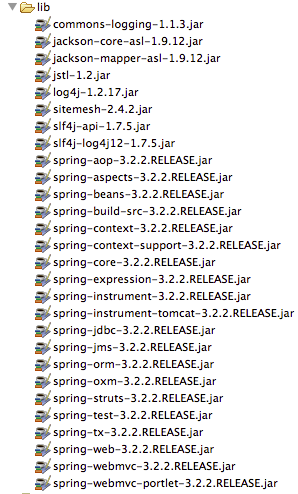 lib
commons-logging-1.1.3.jar
jackson-core-asl-1.9.12.jar
jackson-mapper-asl-1.9.12.jar
jstl-1.2.jar
log4j-1.2.17.jar
sitemesh-2.4.2.jar
slf4j-api-1.7.5.jar
slf4j-log4j12-1.7.5.jar
spring-aop-3.2.2.RELEASE.jar
spring-aspects-3.2.2.RELEASE.jar
spring-beans-3.2.2.RELEASE.jar
spring-build-src-3.2.2.RELEASE.jar
spring-context-3.2.2.RELEASE.jar
spring-context-support-3.2.2.RELEASE.jar
spring-core-3.2.2.RELEASE.jar
spring-expression-3.2.2.RELEASE.jar
spring-instrument-3.2.2.RELEASE.jar
spring-instrument-tomcat-3.2.2.RELEASE.jar
spring-jdbc-3.2.2.RELEASE.jar
spring-jms-3.2.2.RELEASE.jar
spring-orm-3.2.2.RELEASE.jar
spring-oxm-3.2.2.RELEASE.jar
spring-struts-3.2.2.RELEASE.jar
spring-test-3.2.2.RELEASE.jar
spring-tx-3.2.2.RELEASE.jar
spring-web-3.2.2.RELEASE.jar
spring-webmvc-3.2.2.RELEASE.jar
spring-webmvc-portlet-3.2.2.RELEASE.jar